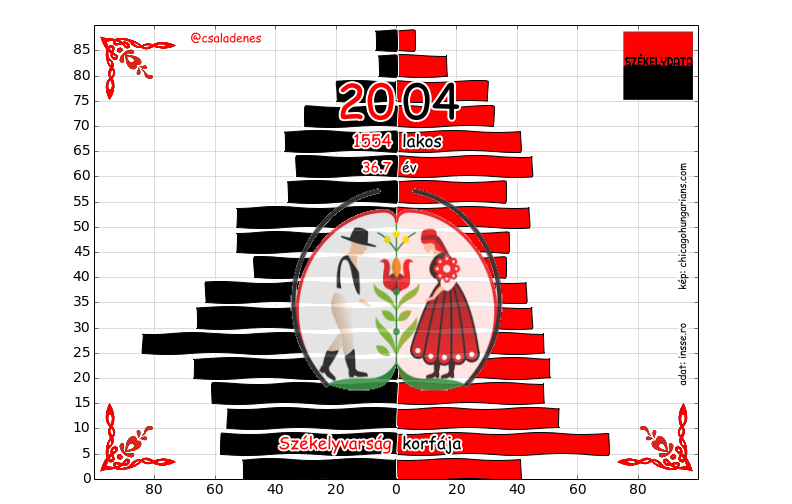 @csaladenes
SZÉKELYDATA
2004
1554 lakos
36.7 év
Székelyvarság korfája
kép: chicagohungarians.com
adat: insse.ro
85
80
75
70
65
60
55
50
45
40
35
30
25
20
15
10
5
0
80 60 40 20 0 20 40 60 80